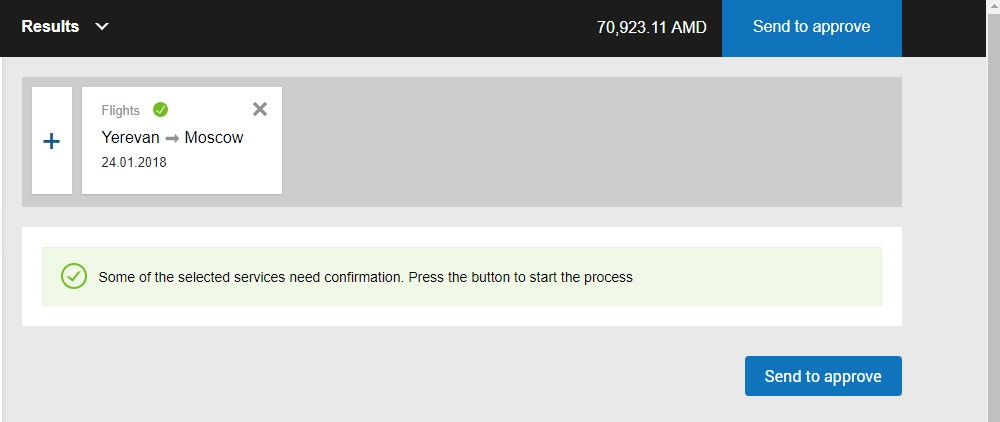 Results
70,923.11 AMD
Send to approve
Flights
Yerevan ➡ Moscow
24.01.2018
Some of the selected services need confirmation. Press the button to start the process
Send to approve